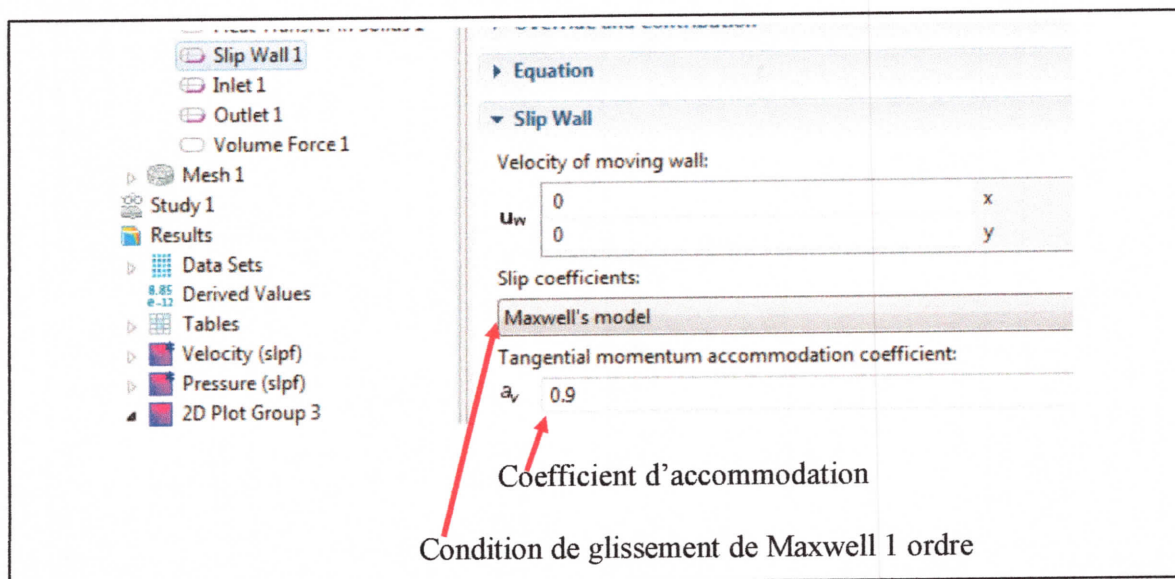 Slip Wall 1
Inlet 1
Outlet 1
Volume Force 1
Mesh 1
Study 1
Results
Data Sets
8.85
e-12
Derived Values
Tables
Velocity (slpf)
Pressure (slpf)
2D Plot Group 3
Equation
Slip Wall
Velocity of moving wall:
uw
0 x
0 y
Slip coefficients:
Maxwell's model
Tangential momentum accommodation coefficient:
av 0.9
Coefficient d'accommodation
Condition de glissement de Maxwell 1 ordre